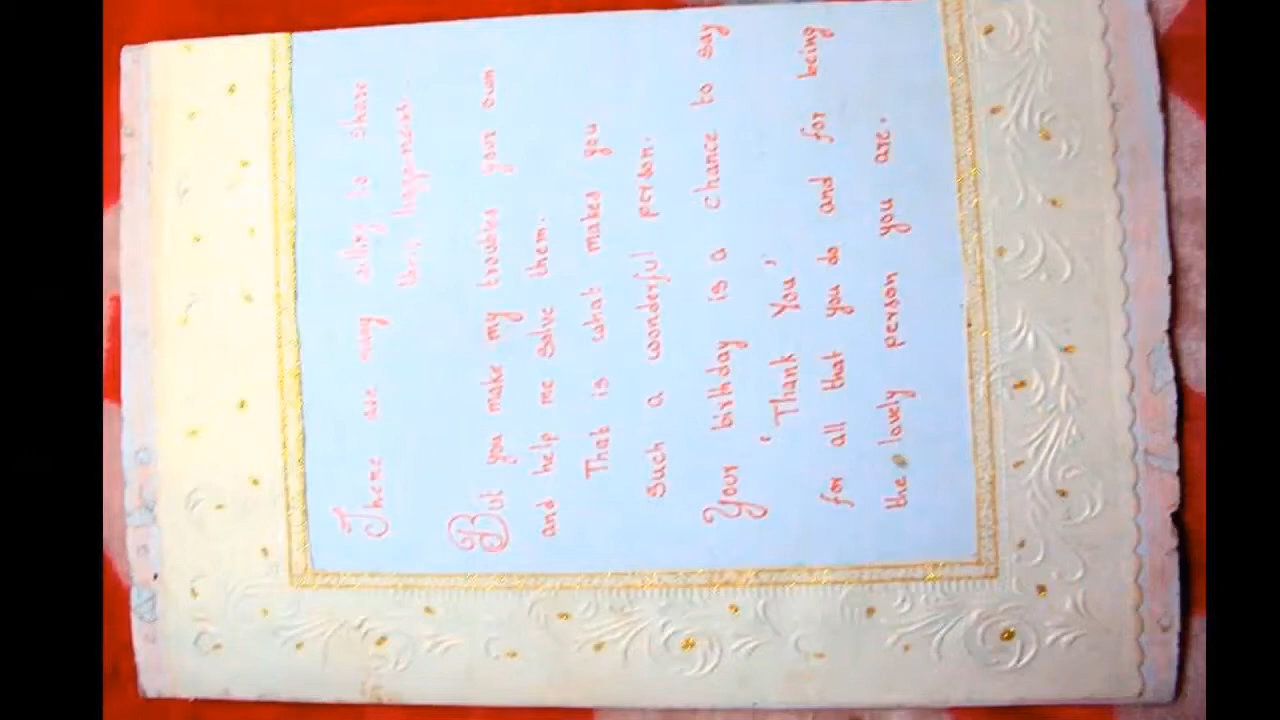 There are many willing to share
their happiness..
But you make my troubles your own
and help me solve them..
That is what makes you
such a wonderful person.
Your birthday is a chance to say
'Thank You'
for all that you do and for being
the lovely person you are.